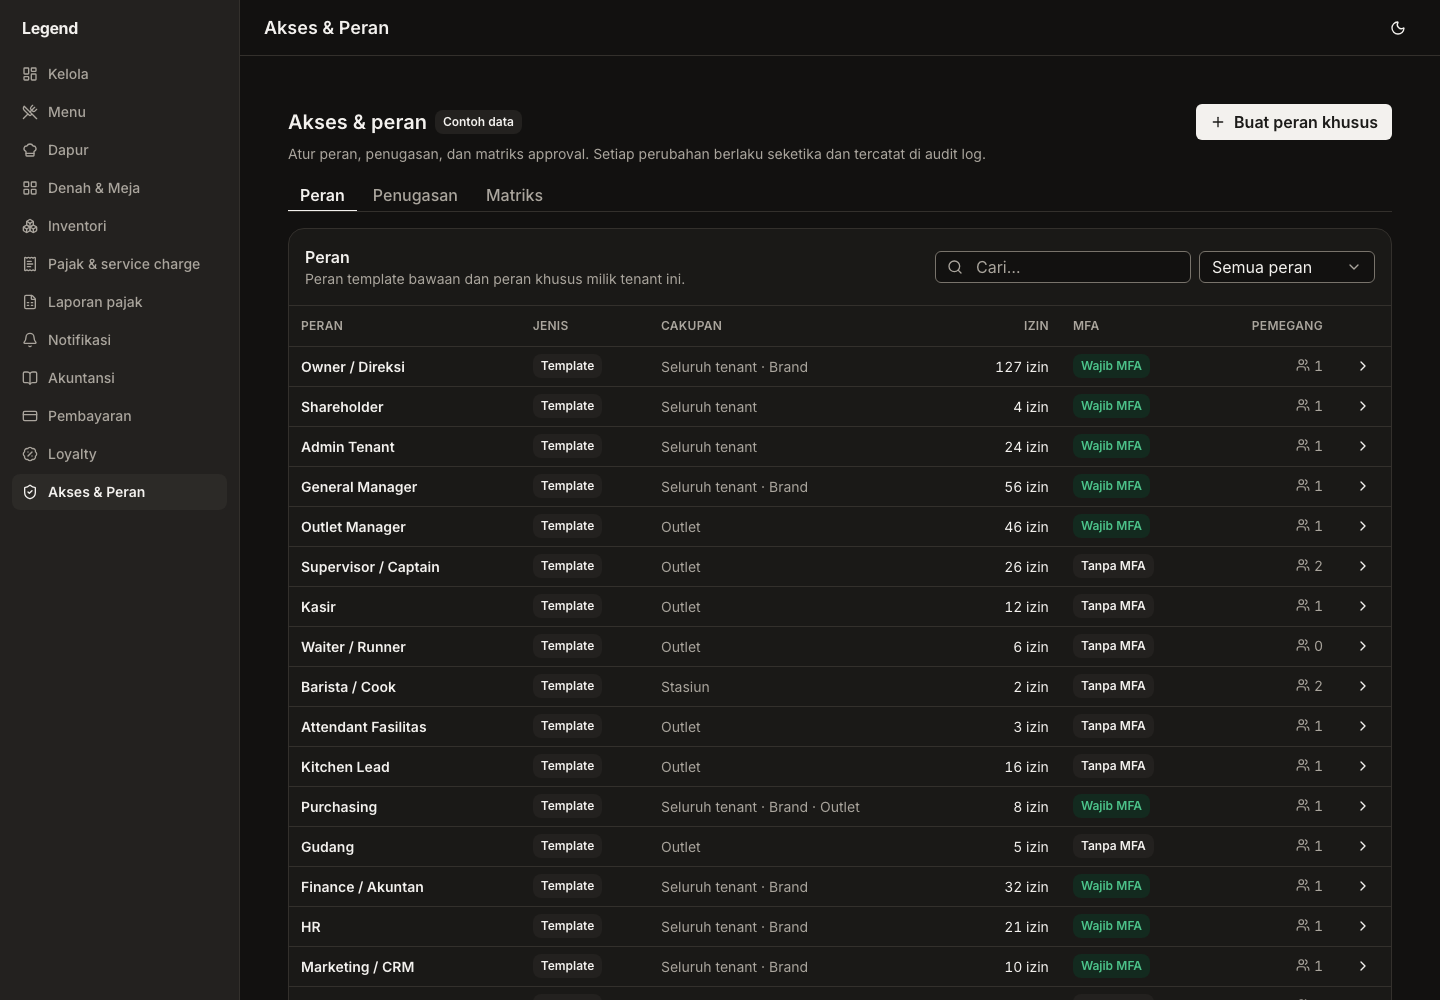 Legend
Kelola
Menu
Dapur
Denah & Meja
Inventori
Pajak & service charge
Laporan pajak
Notifikasi
Akuntansi
Pembayaran
Loyalty
Akses & Peran
Akses & Peran
Akses & peran Contoh data
Buat peran khusus
Atur peran, penugasan, dan matriks approval. Setiap perubahan berlaku seketika dan tercatat di audit log.
Peran Penugasan Matriks
Peran
Peran template bawaan dan peran khusus milik tenant ini.
Cari... Semua peran
PERAN JENIS CAKUPAN IZIN MFA PEMEGANG
Owner / Direksi Template Seluruh tenant · Brand 127 izin Wajib MFA 1
Shareholder Template Seluruh tenant 4 izin Wajib MFA 1
Admin Tenant Template Seluruh tenant 24 izin Wajib MFA 1
General Manager Template Seluruh tenant · Brand 56 izin Wajib MFA 1
Outlet Manager Template Outlet 46 izin Wajib MFA 1
Supervisor / Captain Template Outlet 26 izin Tanpa MFA 2
Kasir Template Outlet 12 izin Tanpa MFA 1
Waiter / Runner Template Outlet 6 izin Tanpa MFA 0
Barista / Cook Template Stasiun 2 izin Tanpa MFA 2
Attendant Fasilitas Template Outlet 3 izin Tanpa MFA 1
Kitchen Lead Template Outlet 16 izin Tanpa MFA 1
Purchasing Template Seluruh tenant · Brand · Outlet 8 izin Wajib MFA 1
Gudang Template Outlet 5 izin Tanpa MFA 1
Finance / Akuntan Template Seluruh tenant · Brand 32 izin Wajib MFA 1
HR Template Seluruh tenant · Brand 21 izin Wajib MFA 1
Marketing / CRM Template Seluruh tenant · Brand 10 izin Wajib MFA 1